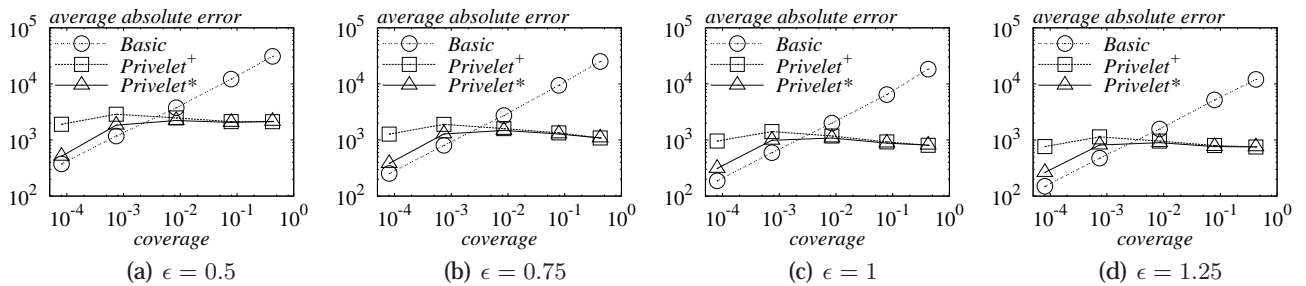 average absolute error
10^5
10^4
10^3
10^2
Basic
Privelet^+
Privelet*
10^-4 10^-3 10^-2 10^-1 10^0
coverage
(a) ϵ = 0.5
average absolute error
10^5
10^4
10^3
10^2
Basic
Privelet^+
Privelet*
10^-4 10^-3 10^-2 10^-1 10^0
coverage
(b) ϵ = 0.75
average absolute error
10^5
10^4
10^3
10^2
Basic
Privelet^+
Privelet*
10^-4 10^-3 10^-2 10^-1 10^0
coverage
(c) ϵ = 1
average absolute error
10^5
10^4
10^3
10^2
Basic
Privelet^+
Privelet*
10^-4 10^-3 10^-2 10^-1 10^0
coverage
(d) ϵ = 1.25